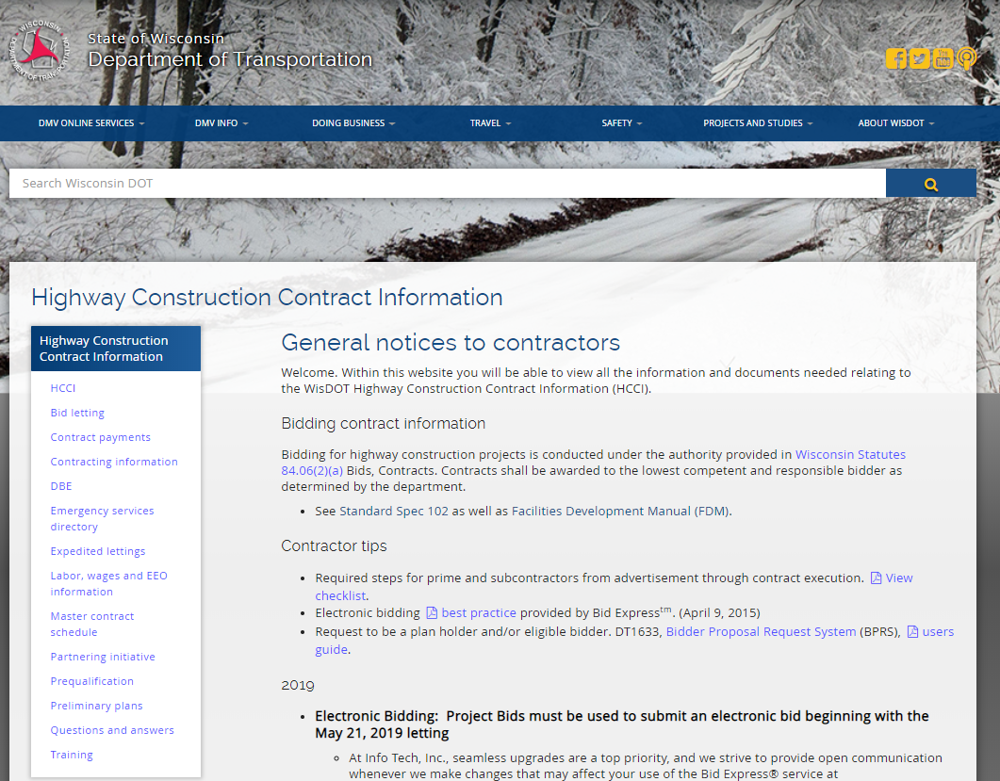 WISCONSIN
DEPARTMENT OF TRANSPORTATION
State of Wisconsin
Department of Transportation
DMV ONLINE SERVICES
DMV INFO
DOING BUSINESS
TRAVEL
SAFETY
PROJECTS AND STUDIES
ABOUT WISDOT
Search Wisconsin DOT
Highway Construction Contract Information
Highway Construction
Contract Information
HCCI
Bid letting
Contract payments
Contracting information
DBE
Emergency services
directory
Expedited lettings
Labor, wages and EEO
information
Master contract
schedule
Partnering initiative
Prequalification
Preliminary plans
Questions and answers
Training
General notices to contractors
Welcome. Within this website you will be able to view all the information and documents needed relating to
the WisDOT Highway Construction Contract Information (HCCI).
Bidding contract information
Bidding for highway construction projects is conducted under the authority provided in Wisconsin Statutes
84.06(2)(a) Bids, Contracts. Contracts shall be awarded to the lowest competent and responsible bidder as
determined by the department.
• See Standard Spec 102 as well as Facilities Development Manual (FDM).
Contractor tips
• Required steps for prime and subcontractors from advertisement through contract execution. View
checklist.
• Electronic bidding best practice provided by Bid Express™. (April 9, 2015)
• Request to be a plan holder and/or eligible bidder. DT1633, Bidder Proposal Request System (BPRS), users
guide.
2019
• Electronic Bidding: Project Bids must be used to submit an electronic bid beginning with the
May 21, 2019 letting
◦ At Info Tech, Inc., seamless upgrades are a top priority, and we strive to provide open communication
whenever we make changes that may affect your use of the Bid Express® service at